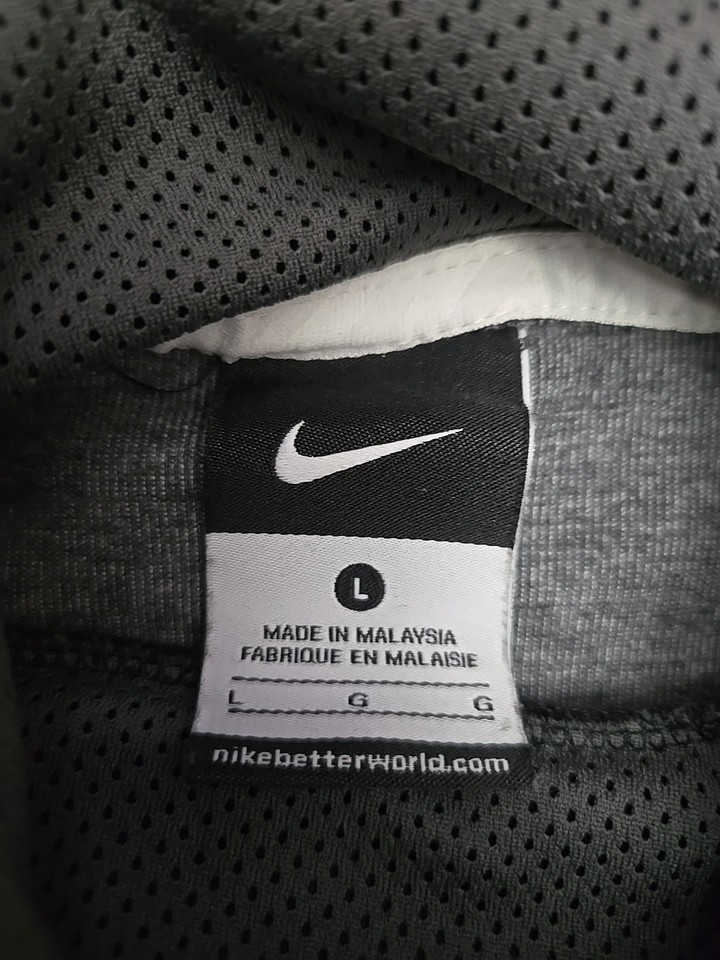 L
MADE IN MALAYSIA
FABRIQUE EN MALAISIE
L G G
nikebetterworld.com